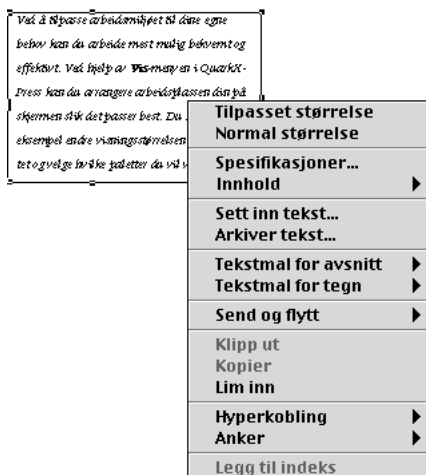 Ved å tilpasse arbeidsmiljøet til dine egne
behov kan du arbeide mest mulig bekvemt og
effektivt. Ved hjelp av Vis-menyen i QuarkX-
Press kan du arrangere arbeidsplassen din på
skjermen slik det passer best. Du
eksempel endre visningsstørrelsen
tet og velge hvilke paletter du vil
Tilpasset størrelse
Normal størrelse
Spesifikasjoner...
Innhold
Sett inn tekst...
Arkiver tekst...
Tekstmal for avsnitt
Tekstmal for tegn
Send og flytt
Klipp ut
Kopier
Lim inn
Hyperkobling
Anker
Legg til indeks